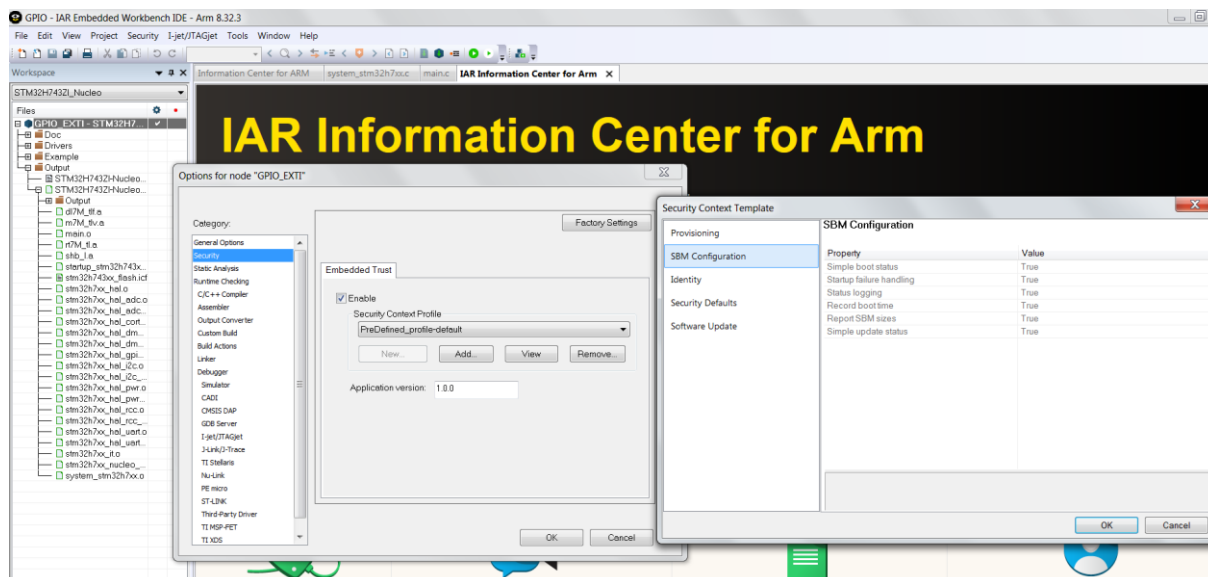 GPIO - IAR Embedded Workbench IDE - Arm 8.32.3
File Edit View Project Security I-jet/JTAGjet Tools Window Help
Workspace
STM32H743ZI_Nucleo
Files
GPIO_EXTI - STM32H7...
Doc
Drivers
Example
Output
STM32H743ZI-Nucleo...
STM32H743ZI-Nucleo...
Output
dl7M_tlf.a
m7M_tlv.a
main.o
rt7M_tl.a
shb_l.a
startup_stm32h743x...
stm32h743xx_flash.icf
stm32h7xx_hal.o
stm32h7xx_hal_adc.o
stm32h7xx_hal_adc...
stm32h7xx_hal_cort...
stm32h7xx_hal_dm...
stm32h7xx_hal_dm...
stm32h7xx_hal_gpi...
stm32h7xx_hal_i2c.o
stm32h7xx_hal_i2c_...
stm32h7xx_hal_pwr.o
stm32h7xx_hal_pwr...
stm32h7xx_hal_rcc.o
stm32h7xx_hal_rcc_...
stm32h7xx_hal_uart.o
stm32h7xx_hal_uart...
stm32h7xx_it.o
stm32h7xx_nucleo_...
system_stm32h7xx.o
Information Center for ARM system_stm32h7xx.c main.c IAR Information Center for Arm X
IAR Information Center for Arm
Options for node "GPIO_EXTI"
Category:
General Options
Security
Static Analysis
Runtime Checking
C/C++ Compiler
Assembler
Output Converter
Custom Build
Build Actions
Linker
Debugger
Simulator
CADI
CMSIS DAP
GDB Server
I-jet/JTAGjet
J-Link/J-Trace
TI Stellaris
Nu-Link
PE micro
ST-LINK
Third-Party Driver
TI MSP-FET
TI XDS
Factory Settings
Embedded Trust
Enable
Security Context Profile
PreDefined_profile-default
New... Add... View Remove...
Application version: 1.0.0
OK Cancel
Security Context Template
Provisioning
SBM Configuration
Identity
Security Defaults
Software Update
SBM Configuration
Property Value
Simple boot status True
Startup failure handling True
Status logging True
Record boot time True
Report SBM sizes True
Simple update status True
OK Cancel